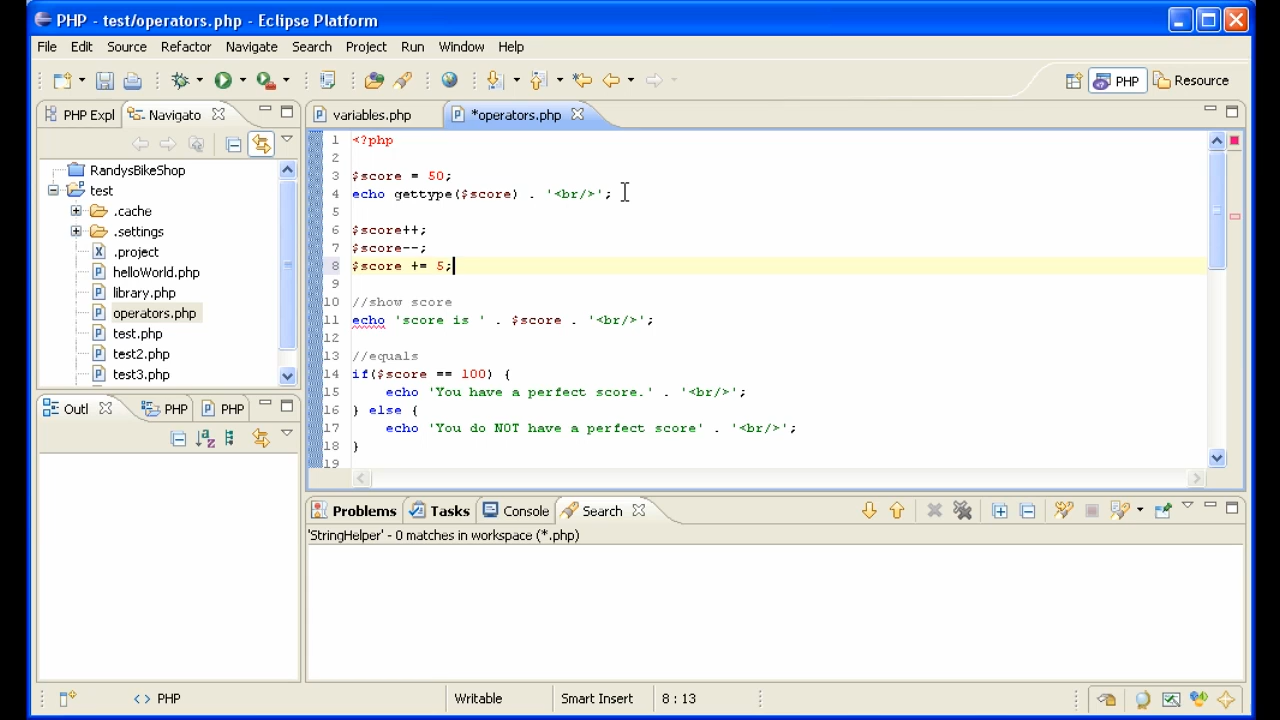 PHP - test/operators.php - Eclipse Platform
File Edit Source Refactor Navigate Search Project Run Window Help
PHP Resource
PHP Expl Navigato
variables.php *operators.php
RandysBikeShop
test
.cache
.settings
.project
helloWorld.php
library.php
operators.php
test.php
test2.php
test3.php
Outl PHP PHP
1 <?php
2
3 $score = 50;
4 echo gettype($score) . '<br/>';
5
6 $score++;
7 $score--;
8 $score += 5;
9
10 //show score
11 echo 'score is ' . $score . '<br/>';
12
13 //equals
14 if($score == 100) {
15 echo 'You have a perfect score.' . '<br/>';
16 } else {
17 echo 'You do NOT have a perfect score' . '<br/>';
18 }
19
Problems Tasks Console Search
'StringHelper' - 0 matches in workspace (*.php)
<> PHP Writable Smart Insert 8 : 13